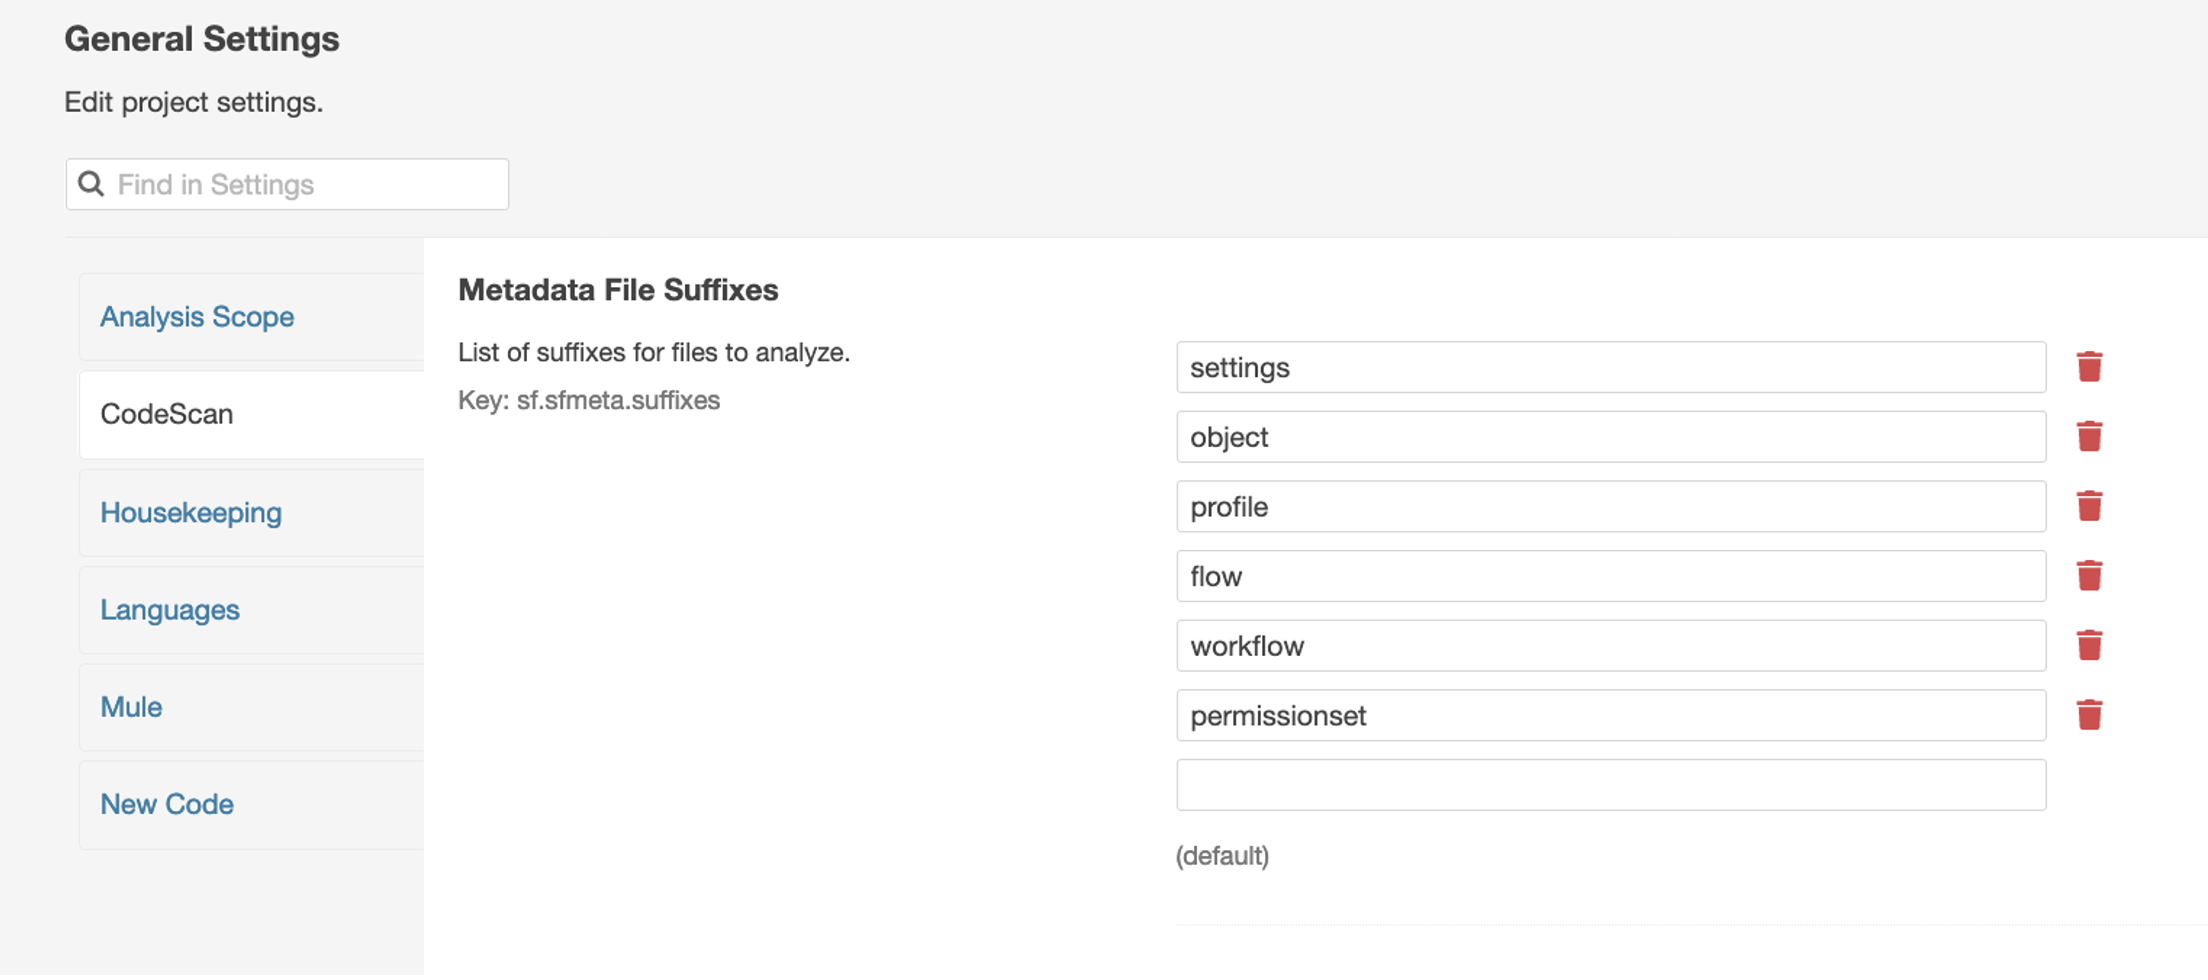 General Settings
Edit project settings.
Find in Settings
Analysis Scope
CodeScan
Housekeeping
Languages
Mule
New Code
Metadata File Suffixes
List of suffixes for files to analyze.
Key: sf.sfmeta.suffixes
settings
object
profile
flow
workflow
permissionset
(default)